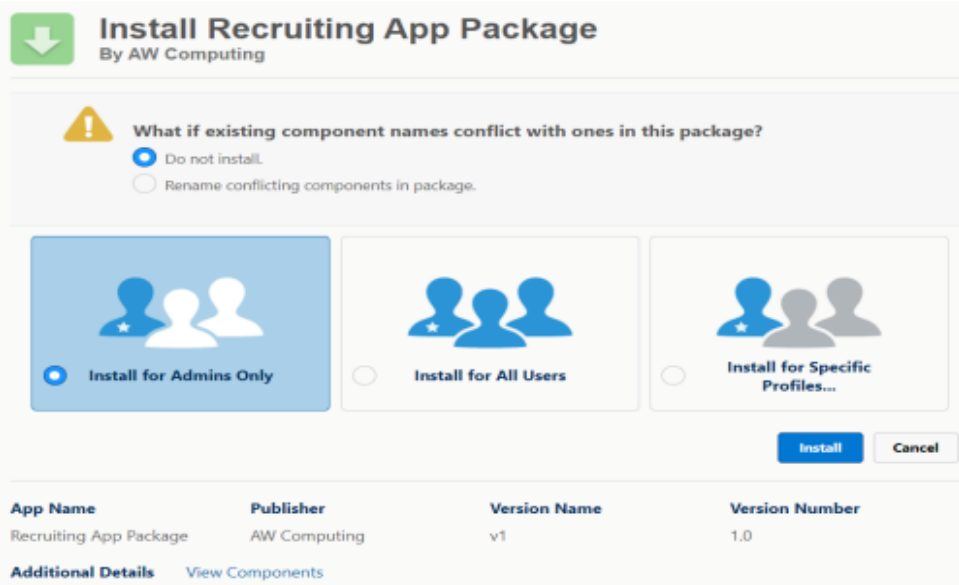 Install Recruiting App Package
By AW Computing
What if existing component names conflict with ones in this package?
Do not install.
Rename conflicting components in package.
Install for Admins Only
Install for All Users
Install for Specific
Profiles...
Install Cancel
App Name Publisher Version Name Version Number
Recruiting App Package AW Computing v1 1.0
Additional Details View Components